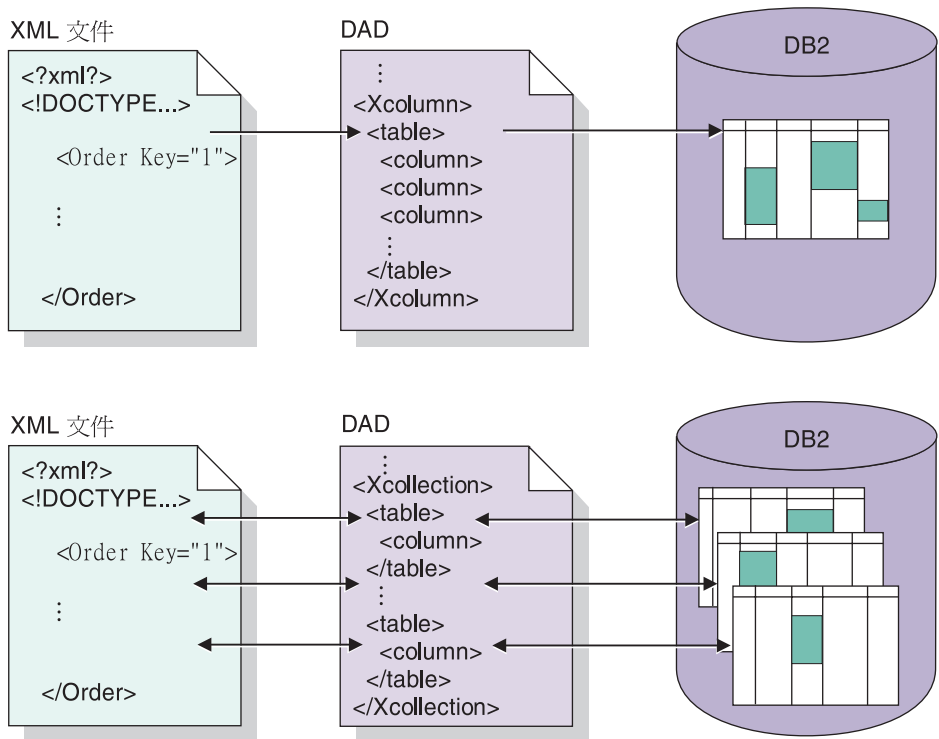 XML 文件
<?xml?>
<!DOCTYPE...>
<Order Key="1">
⋮
</Order>
DAD
⋮
<Xcolumn>
<table>
<column>
<column>
<column>
⋮
</table>
</Xcolumn>
DB2
XML 文件
<?xml?>
<!DOCTYPE...>
<Order Key="1">
⋮
</Order>
DAD
⋮
<Xcollection>
<table>
<column>
</table>
⋮
<table>
<column>
</table>
</Xcollection>
DB2